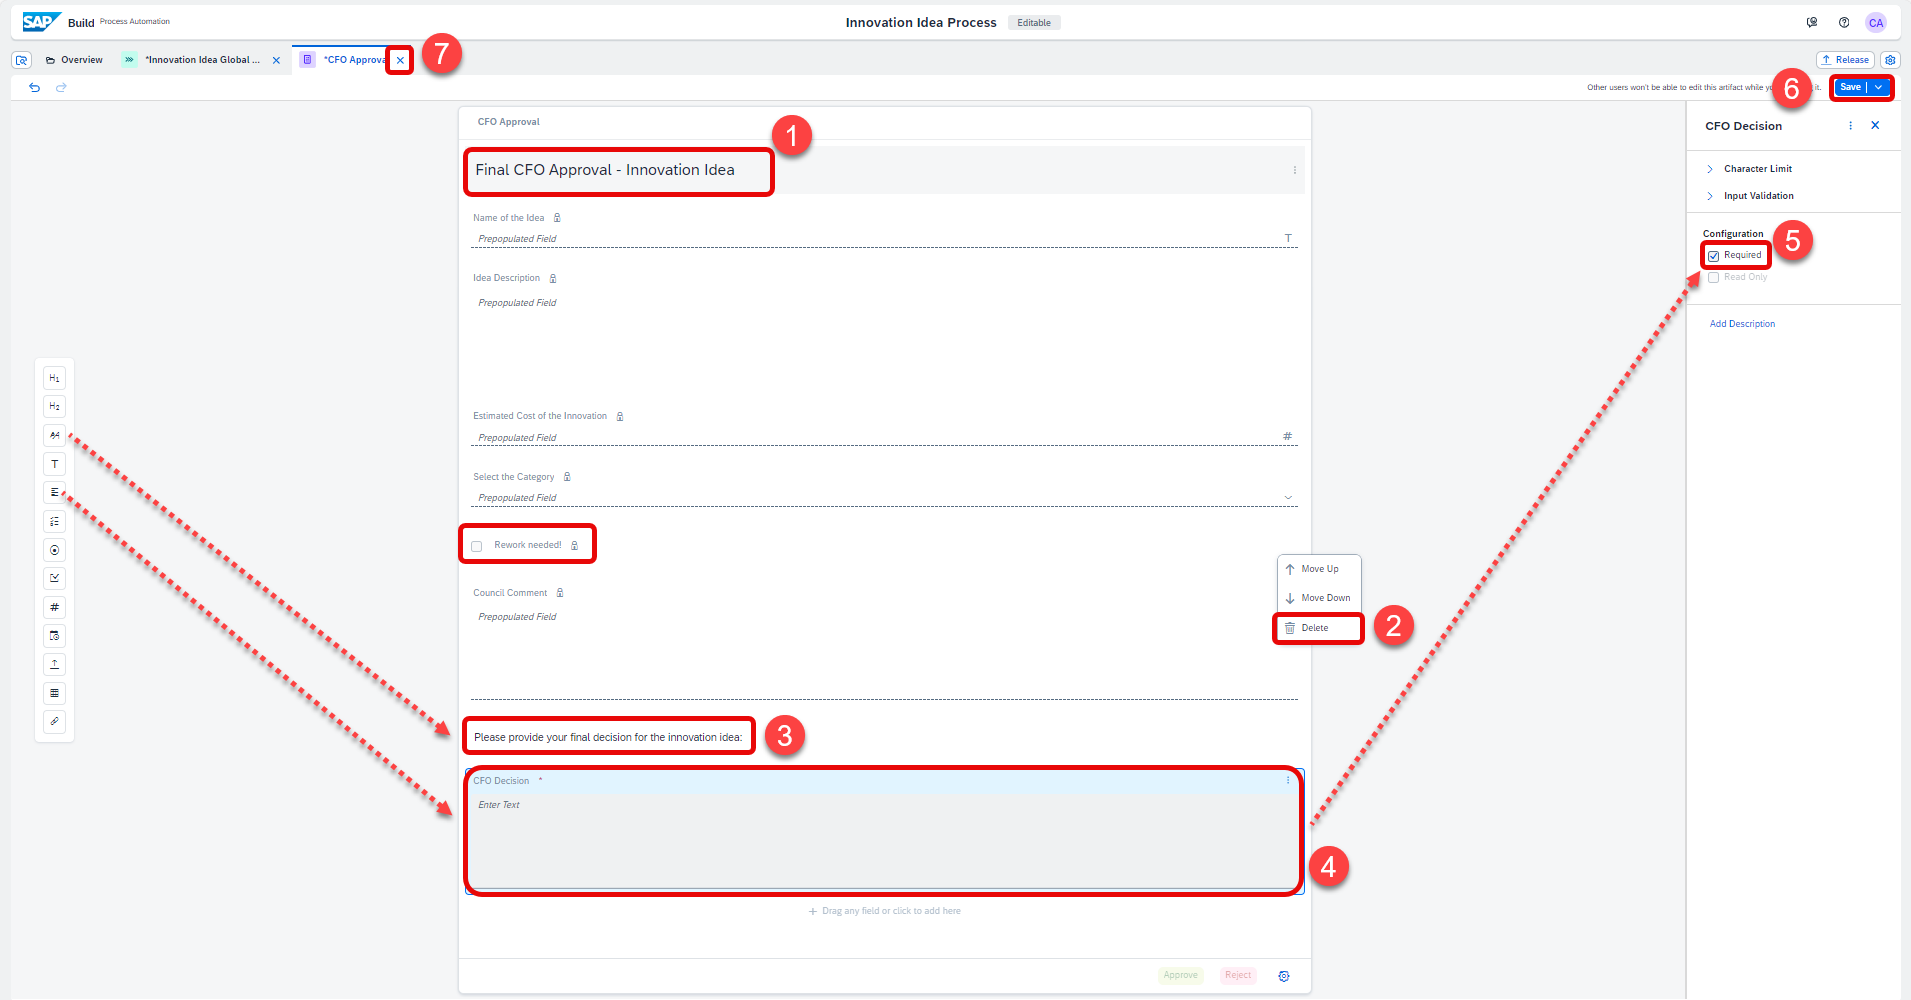 SAP Build Process Automation
Innovation Idea Process Editable
CA
Overview
*Innovation Idea Global ...
*CFO Approva
7
Release
Other users won't be able to edit this artifact while
it.
6
Save
CFO Approval
1
Final CFO Approval - Innovation Idea
Name of the Idea
Prepopulated Field
T
Idea Description
Prepopulated Field
Estimated Cost of the Innovation
Prepopulated Field
#
Select the Category
Prepopulated Field
Rework needed!
Council Comment
Prepopulated Field
Move Up
Move Down
Delete
2
Please provide your final decision for the innovation idea:
3
CFO Decision *
Enter Text
4
+ Drag any field or click to add here
Approve
Reject
H1
H2
T
#
CFO Decision
Character Limit
Input Validation
Configuration
5
Required
Read Only
Add Description